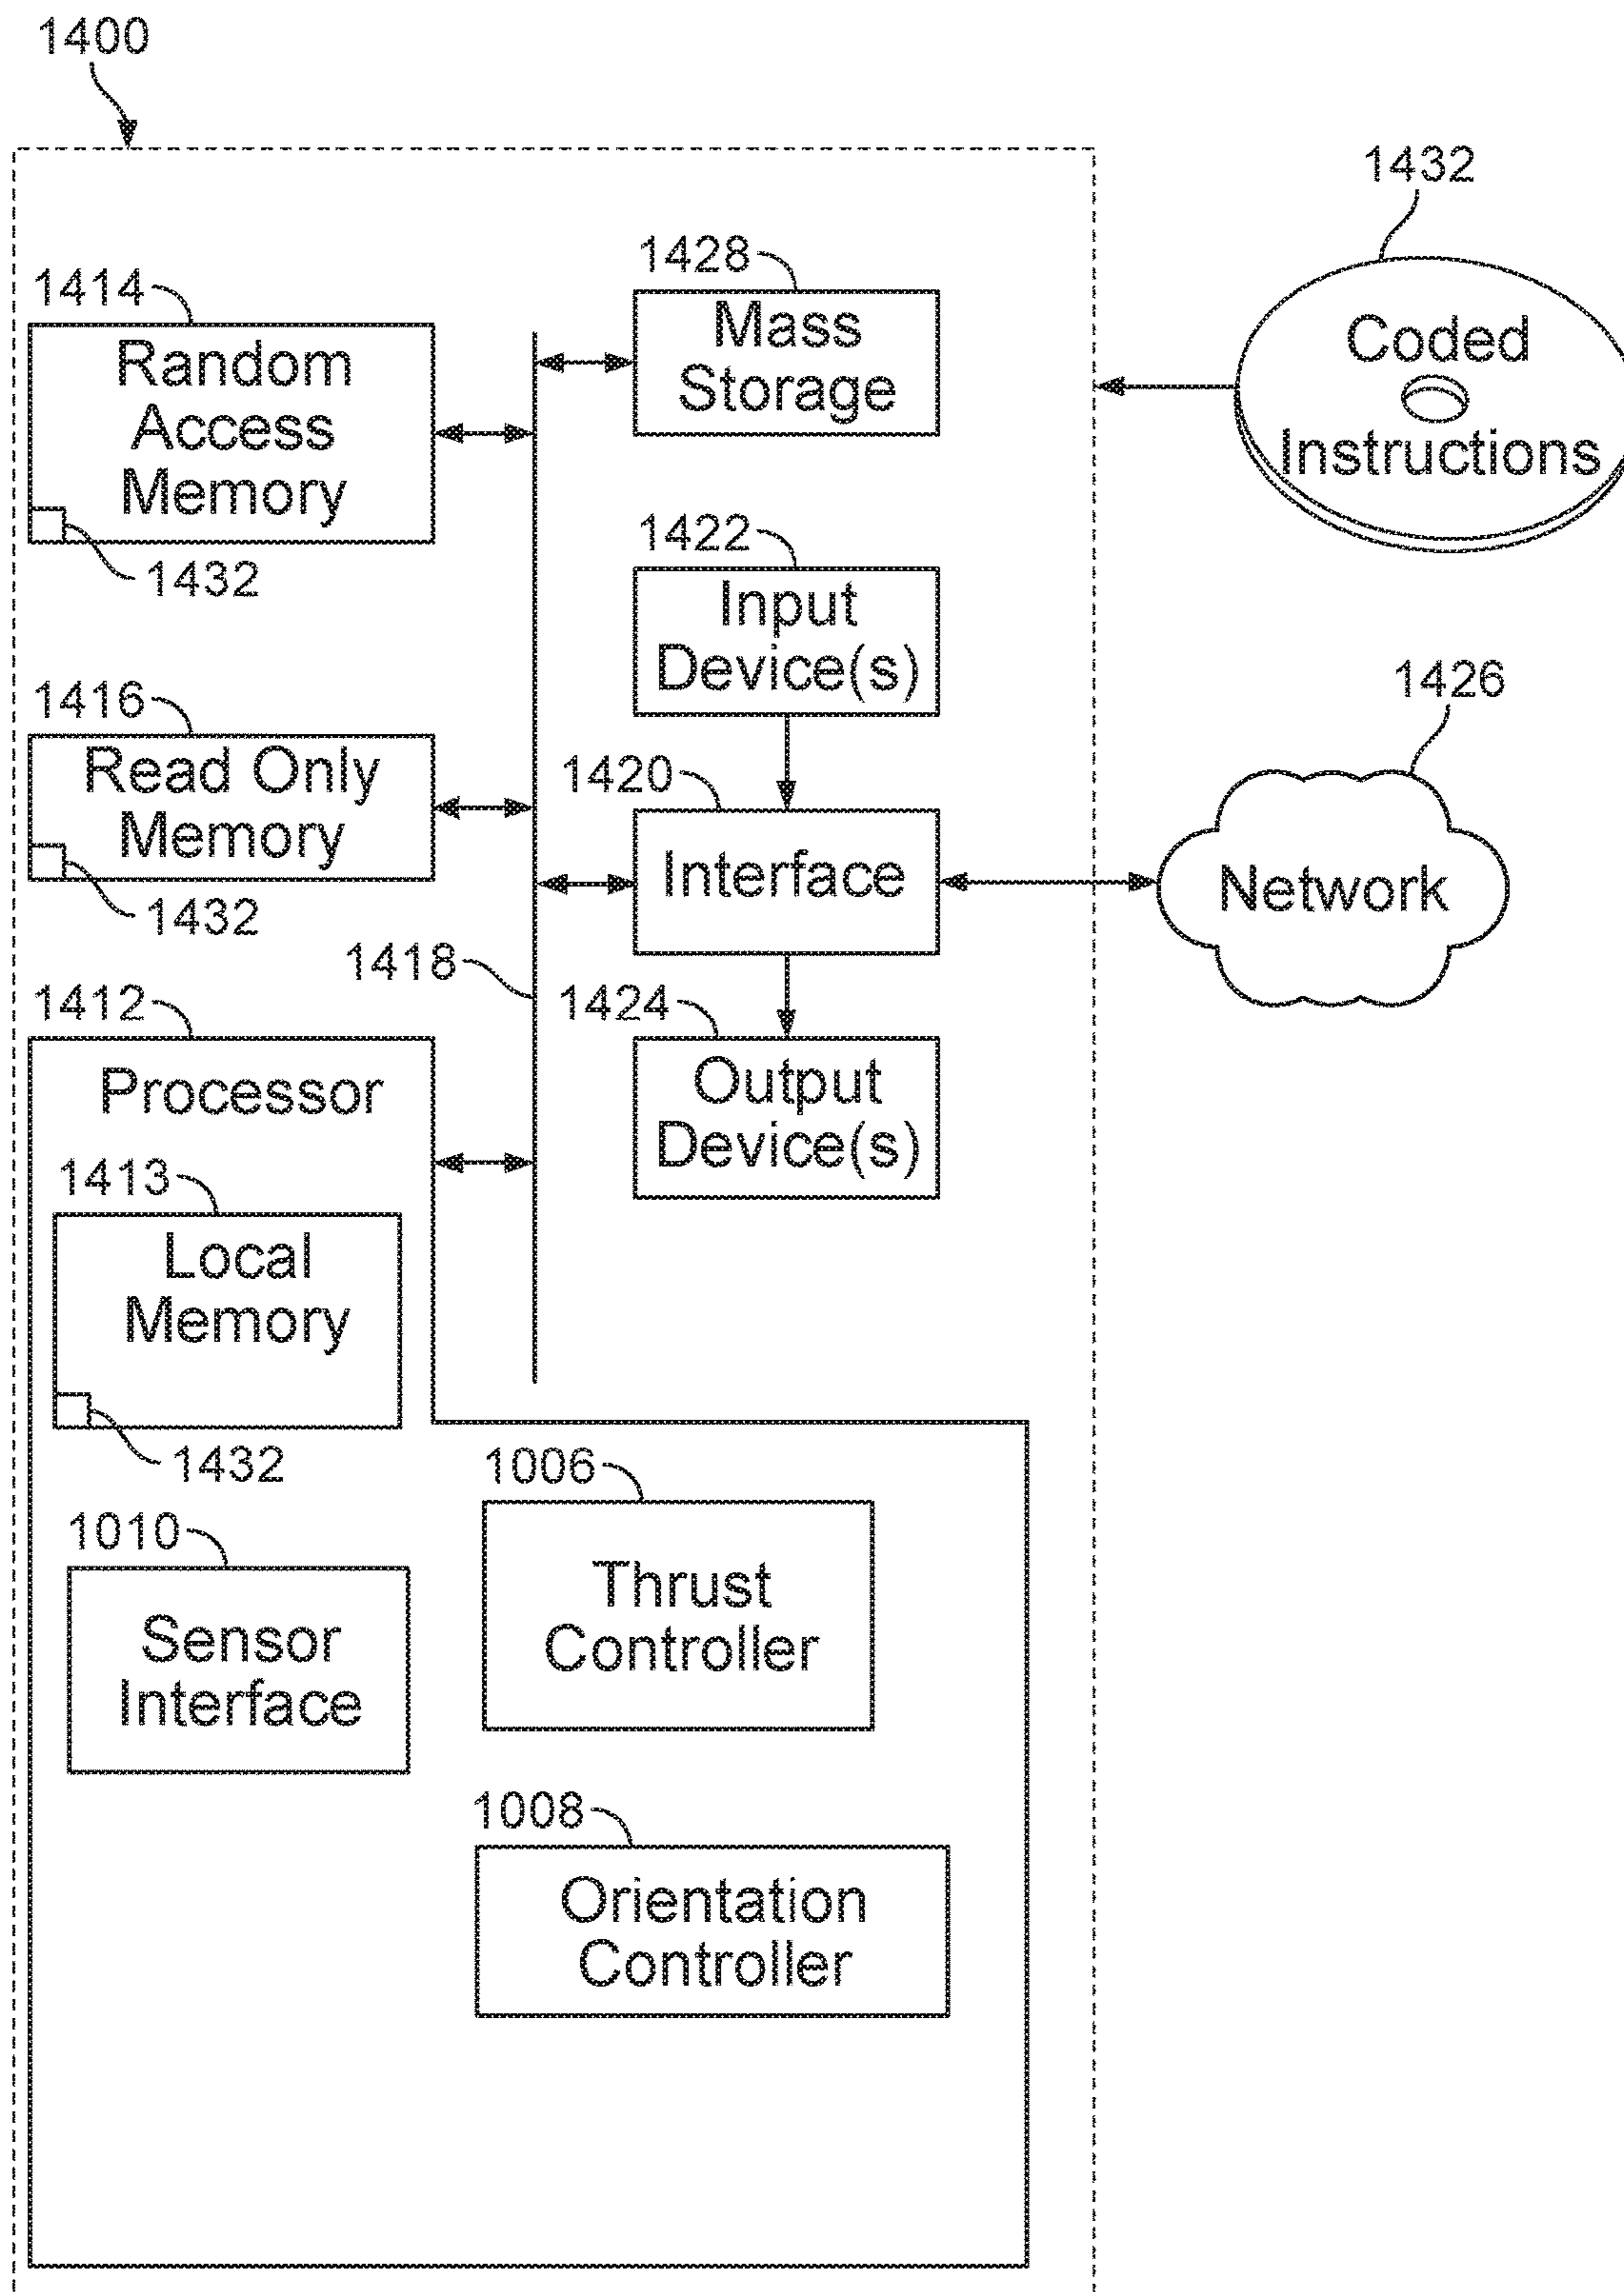 1400
1432
1428
Mass
Storage
1414
Random
Access
Memory
1432
Coded
Instructions
1422
Input
Device(s)
1416
Read Only
Memory
1432
1420
Interface
1426
Network
1418
1424
Output
Device(s)
1412
Processor
1413
Local
Memory
1432
1006
Thrust
Controller
1010
Sensor
Interface
1008
Orientation
Controller